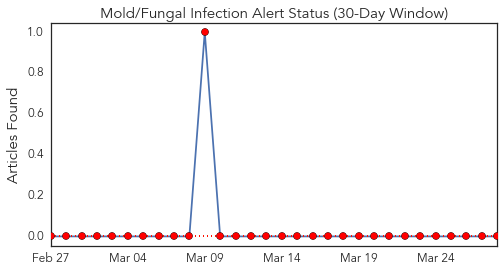 Mold/Fungal Infection Alert Status (30-Day Window)
Articles Found
1.0
0.8
0.6
0.4
0.2
0.0
Feb 27 Mar 04 Mar 09 Mar 14 Mar 19 Mar 24